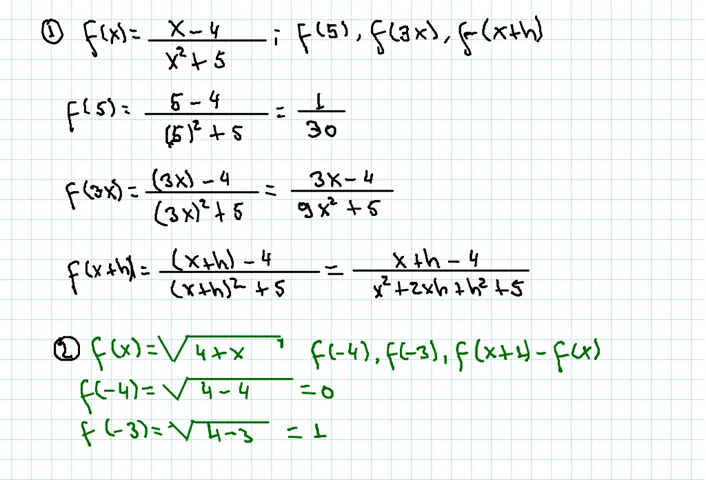 ① f(x) = (x-4)/(x²+5) ; f(5), f(3x), f(x+h)
f(5) = (5-4)/((5)²+5) = 1/30
f(3x) = ((3x)-4)/((3x)²+5) = (3x-4)/(9x²+5)
f(x+h) = ((x+h)-4)/((x+h)²+5) = (x+h-4)/(x²+2xh+h²+5)
② f(x) = √(4+x) f(-4), f(-3), f(x+1)-f(x)
f(-4) = √(4-4) = 0
f(-3) = √(4-3) = 1